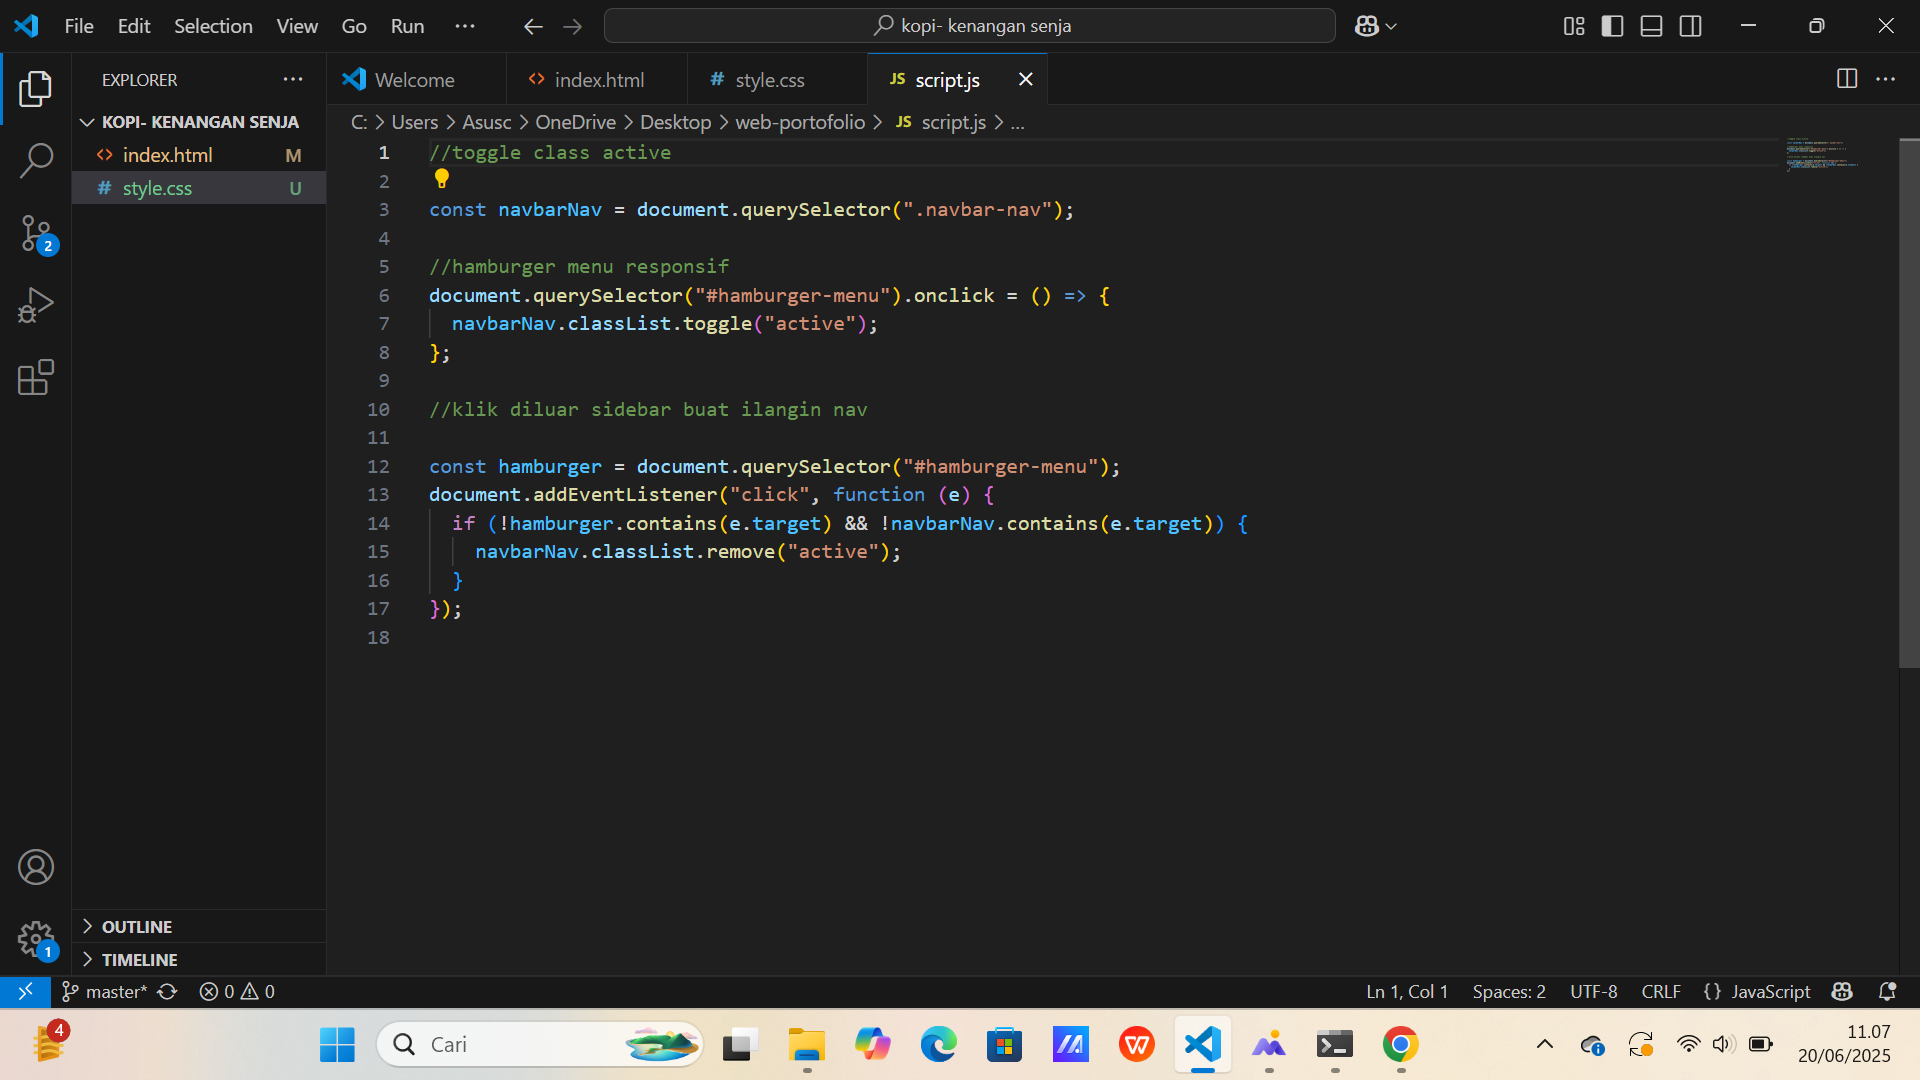 File Edit Selection View Go Run ···
kopi- kenangan senja
EXPLORER ···
Welcome
index.html
style.css
JS script.js
KOPI- KENANGAN SENJA
index.html M
style.css U
2
C: > Users > Asusc > OneDrive > Desktop > web-portofolio > JS script.js > ...
1 //toggle class active
2
3 const navbarNav = document.querySelector(".navbar-nav");
4
5 //hamburger menu responsif
6 document.querySelector("#hamburger-menu").onclick = () => {
7 navbarNav.classList.toggle("active");
8 };
9
10 //klik diluar sidebar buat ilangin nav
11
12 const hamburger = document.querySelector("#hamburger-menu");
13 document.addEventListener("click", function (e) {
14 if (!hamburger.contains(e.target) && !navbarNav.contains(e.target)) {
15 navbarNav.classList.remove("active");
16 }
17 });
18
OUTLINE
1
TIMELINE
master* 0 0
Ln 1, Col 1 Spaces: 2 UTF-8 CRLF {} JavaScript
4
Cari
11.07
20/06/2025